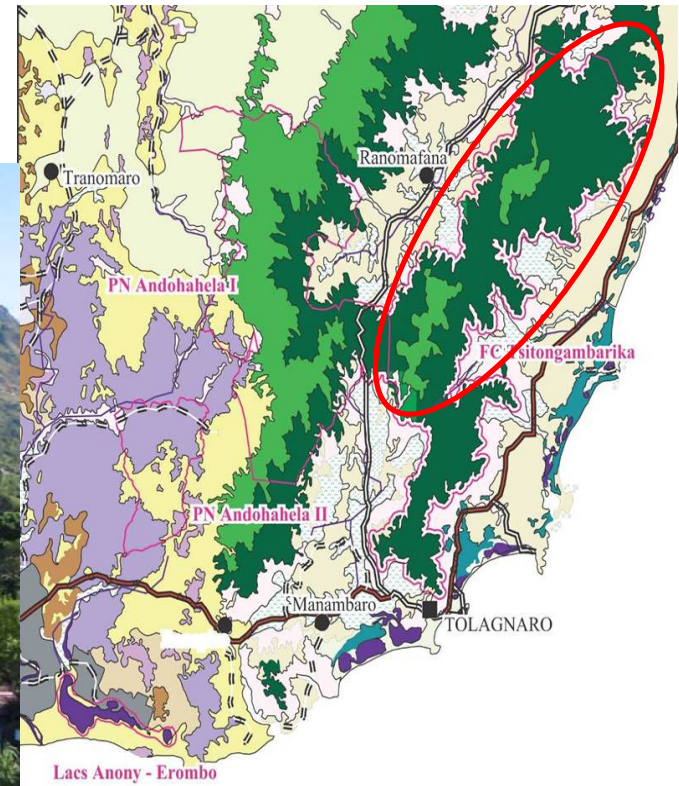 Ranomafana
Tranomaro
PN Andohahela I
FC Tsitongambarika
PN Andohahela II
Manambaro
TOLAGNARO
Lacs Anony - Erombo